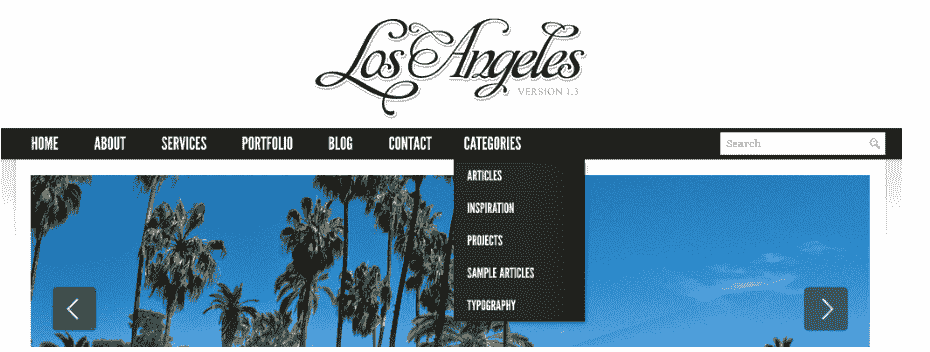 Los Angeles
VERSION 1.3
HOME ABOUT SERVICES PORTFOLIO BLOG CONTACT CATEGORIES Search
ARTICLES
INSPIRATION
PROJECTS
SAMPLE ARTICLES
TYPOGRAPHY